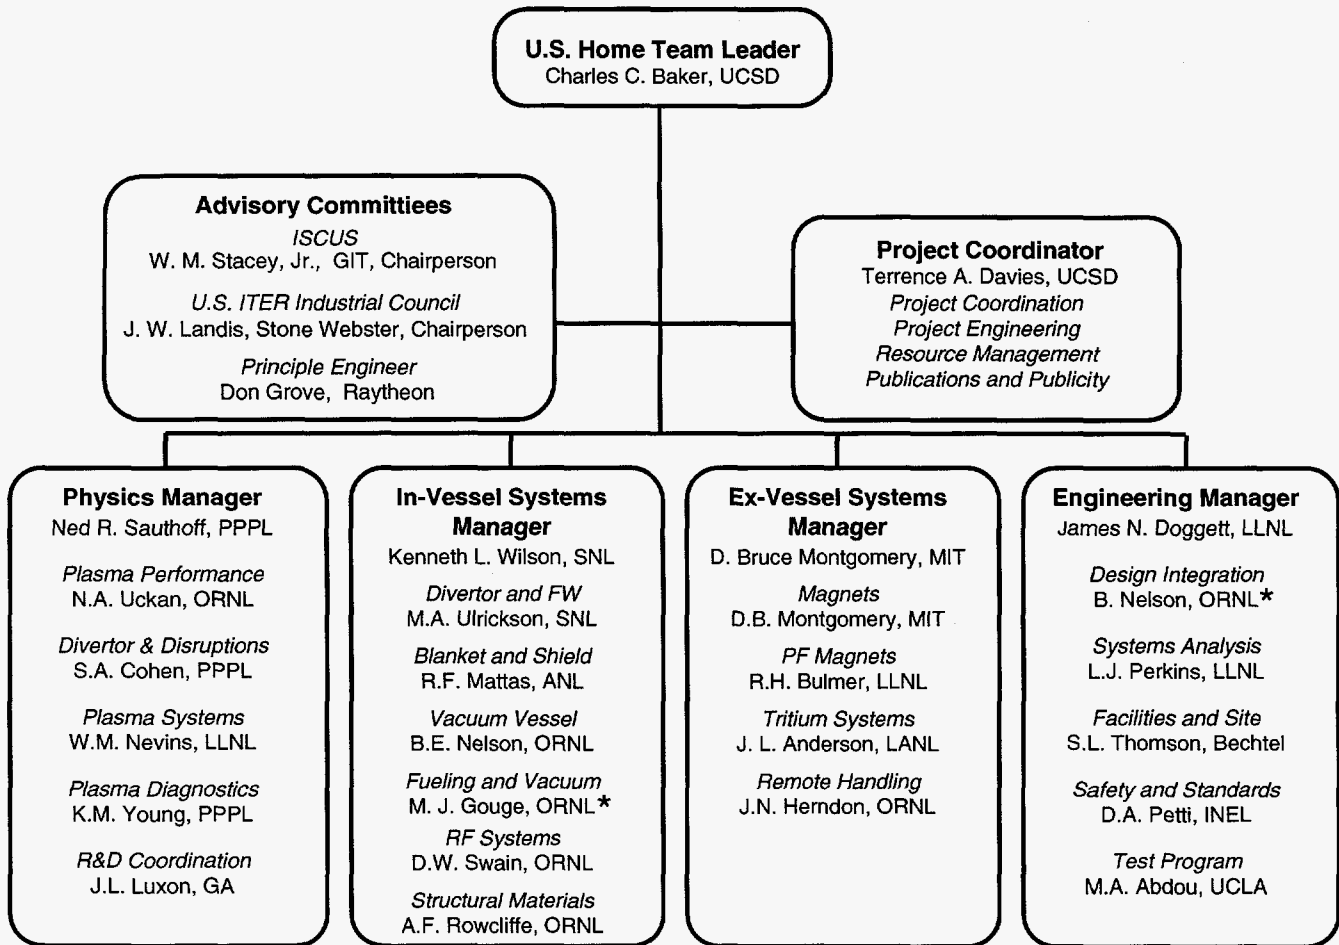 U.S. Home Team Leader
Charles C. Baker, UCSD
Advisory Committiees
ISCUS
W. M. Stacey, Jr., GIT, Chairperson
U.S. ITER Industrial Council
J. W. Landis, Stone Webster, Chairperson
Principle Engineer
Don Grove, Raytheon
Project Coordinator
Terrence A. Davies, UCSD
Project Coordination
Project Engineering
Resource Management
Publications and Publicity
Physics Manager
Ned R. Sauthoff, PPPL
Plasma Performance
N.A. Uckan, ORNL
Divertor & Disruptions
S.A. Cohen, PPPL
Plasma Systems
W.M. Nevins, LLNL
Plasma Diagnostics
K.M. Young, PPPL
R&D Coordination
J.L. Luxon, GA
In-Vessel Systems
Manager
Kenneth L. Wilson, SNL
Divertor and FW
M.A. Ulrickson, SNL
Blanket and Shield
R.F. Mattas, ANL
Vacuum Vessel
B.E. Nelson, ORNL
Fueling and Vacuum
M. J. Gouge, ORNL*
RF Systems
D.W. Swain, ORNL
Structural Materials
A.F. Rowcliffe, ORNL
Ex-Vessel Systems
Manager
D. Bruce Montgomery, MIT
Magnets
D.B. Montgomery, MIT
PF Magnets
R.H. Bulmer, LLNL
Tritium Systems
J. L. Anderson, LANL
Remote Handling
J.N. Herndon, ORNL
Engineering Manager
James N. Doggett, LLNL
Design Integration
B. Nelson, ORNL*
Systems Analysis
L.J. Perkins, LLNL
Facilities and Site
S.L. Thomson, Bechtel
Safety and Standards
D.A. Petti, INEL
Test Program
M.A. Abdou, UCLA